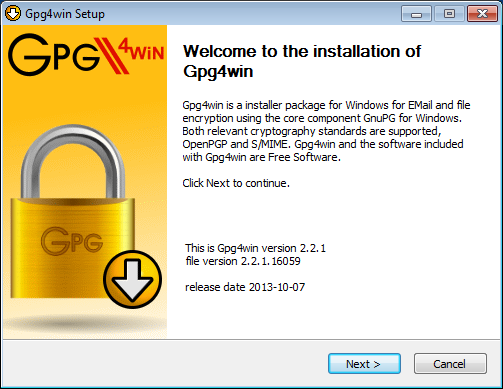 Gpg4win Setup
GPG4WiN
Welcome to the installation of
Gpg4win
Gpg4win is a installer package for Windows for EMail and file
encryption using the core component GnuPG for Windows.
Both relevant cryptography standards are supported,
OpenPGP and S/MIME. Gpg4win and the software included
with Gpg4win are Free Software.
Click Next to continue.
GPG
This is Gpg4win version 2.2.1
file version 2.2.1.16059
release date 2013-10-07
Next >
Cancel